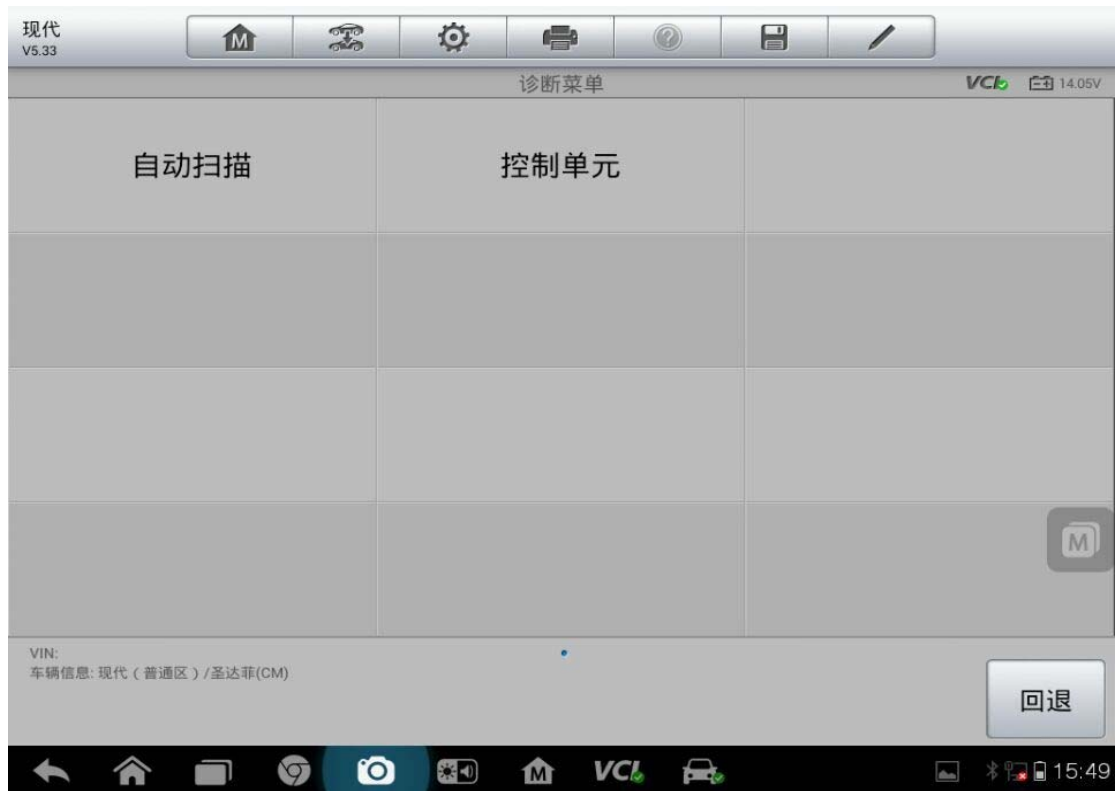 现代
V5.33
M
诊断菜单
VCI
14.05V
自动扫描
控制单元
M
VIN:
车辆信息: 现代（普通区）/圣达菲(CM)
回退
M
VCI
15:49